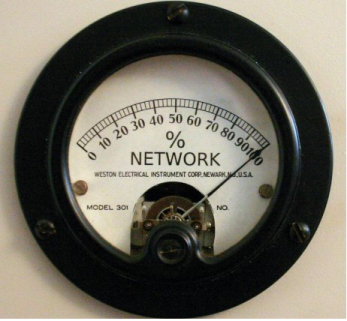 0 10 20 30 40 50 60 70 80 90 100
%
NETWORK
WESTON ELECTRICAL INSTRUMENT CORP., NEWARK, N.J., U.S.A.
MODEL 301 NO.